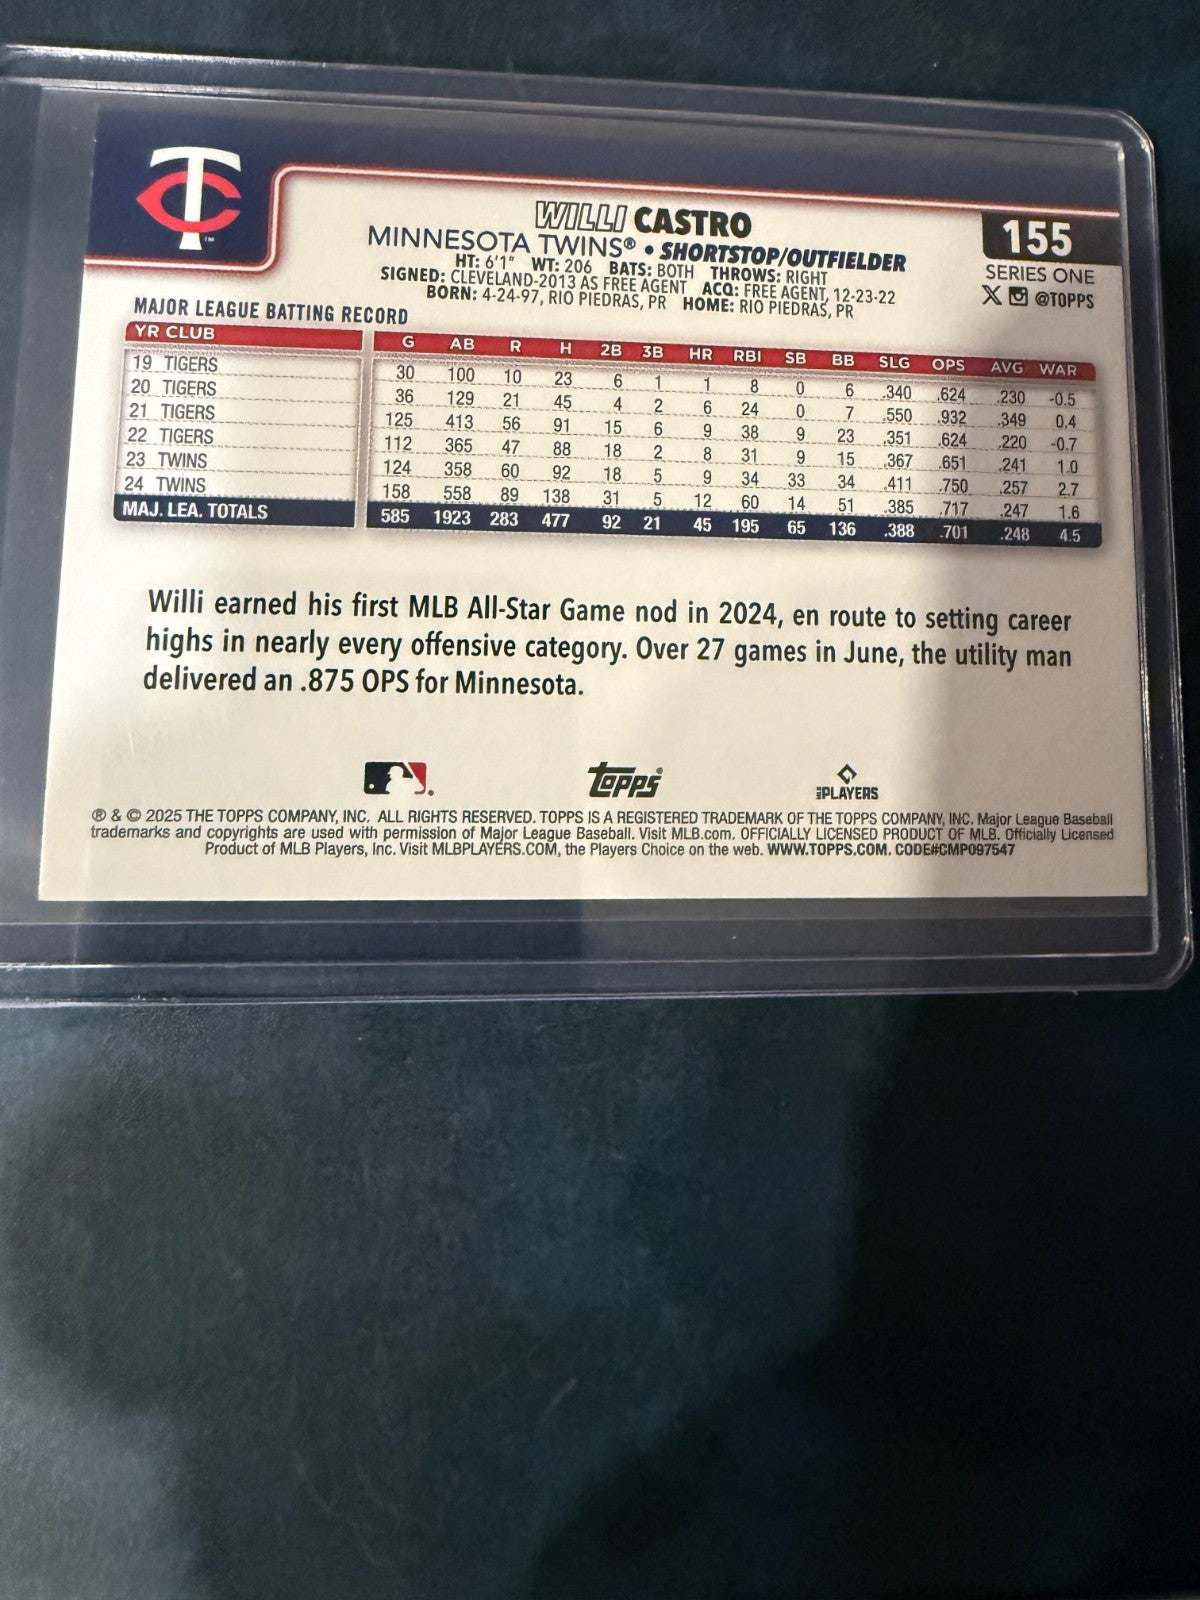 TC
TM
WILLI CASTRO
MINNESOTA TWINS® • SHORTSTOP/OUTFIELDER
HT: 6'1" WT: 206 BATS: BOTH THROWS: RIGHT
SIGNED: CLEVELAND-2013 AS FREE AGENT ACQ: FREE AGENT, 12-23-22
BORN: 4-24-97, RIO PIEDRAS, PR HOME: RIO PIEDRAS, PR
155
SERIES ONE
X @TOPPS
MAJOR LEAGUE BATTING RECORD
YR CLUB G AB R H 2B 3B HR RBI SB BB SLG OPS AVG WAR
19 TIGERS 30 100 10 23 6 1 1 8 0 6 .340 .624 .230 -0.5
20 TIGERS 36 129 21 45 4 2 6 24 0 7 .550 .932 .349 0.4
21 TIGERS 125 413 56 91 15 6 9 38 9 23 .351 .624 .220 -0.7
22 TIGERS 112 365 47 88 18 2 8 31 9 15 .367 .651 .241 1.0
23 TWINS 124 358 60 92 18 5 9 34 33 34 .411 .750 .257 2.7
24 TWINS 158 558 89 138 31 5 12 60 14 51 .385 .717 .247 1.6
MAJ. LEA. TOTALS 585 1923 283 477 92 21 45 195 65 136 .388 .701 .248 4.5
Willi earned his first MLB All-Star Game nod in 2024, en route to setting career
highs in nearly every offensive category. Over 27 games in June, the utility man
delivered an .875 OPS for Minnesota.
Topps®
MLB PLAYERS
® & © 2025 THE TOPPS COMPANY, INC. ALL RIGHTS RESERVED. TOPPS IS A REGISTERED TRADEMARK OF THE TOPPS COMPANY, INC. Major League Baseball
trademarks and copyrights are used with permission of Major League Baseball. Visit MLB.com. OFFICIALLY LICENSED PRODUCT OF MLB. Officially Licensed
Product of MLB Players, Inc. Visit MLBPLAYERS.COM, the Players Choice on the web. WWW.TOPPS.COM. CODE#CMP097547